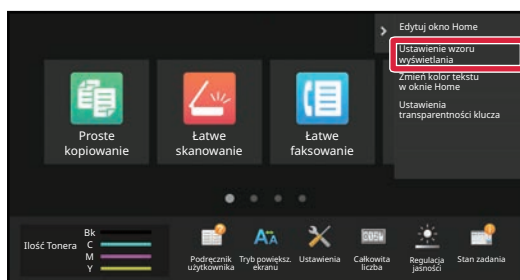 Edytuj okno Home
Ustawienie wzoru
wyświetlania
Zmień kolor tekstu
w oknie Home
Ustawienia
transparentności klucza
Proste
kopiowanie
Łatwe
skanowanie
Łatwe
faksowanie
Ilość Tonera
Bk
C
M
Y
Podręcznik
użytkownika
Tryb powiększ.
ekranu
Ustawienia
Całkowita
liczba
Regulacja
jasności
Stan zadania